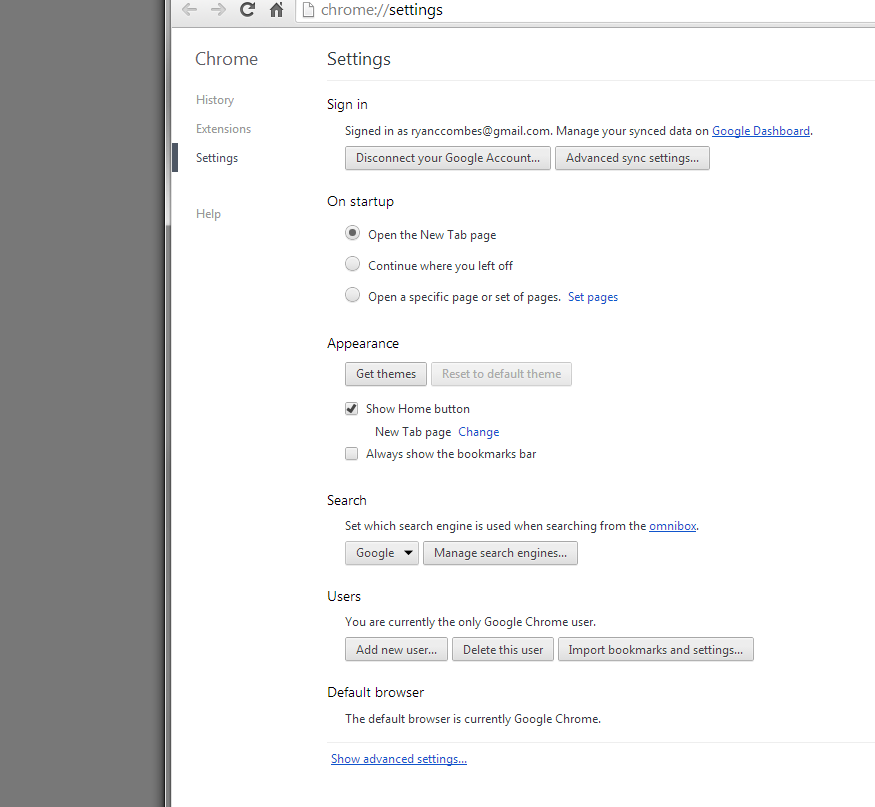 chrome://settings
Chrome
Settings
History
Extensions
Settings
Help
Sign in
Signed in as ryanccombes@gmail.com. Manage your synced data on Google Dashboard.
Disconnect your Google Account... Advanced sync settings...
On startup
Open the New Tab page
Continue where you left off
Open a specific page or set of pages. Set pages
Appearance
Get themes Reset to default theme
Show Home button
New Tab page Change
Always show the bookmarks bar
Search
Set which search engine is used when searching from the omnibox.
Google Manage search engines...
Users
You are currently the only Google Chrome user.
Add new user... Delete this user Import bookmarks and settings...
Default browser
The default browser is currently Google Chrome.
Show advanced settings...